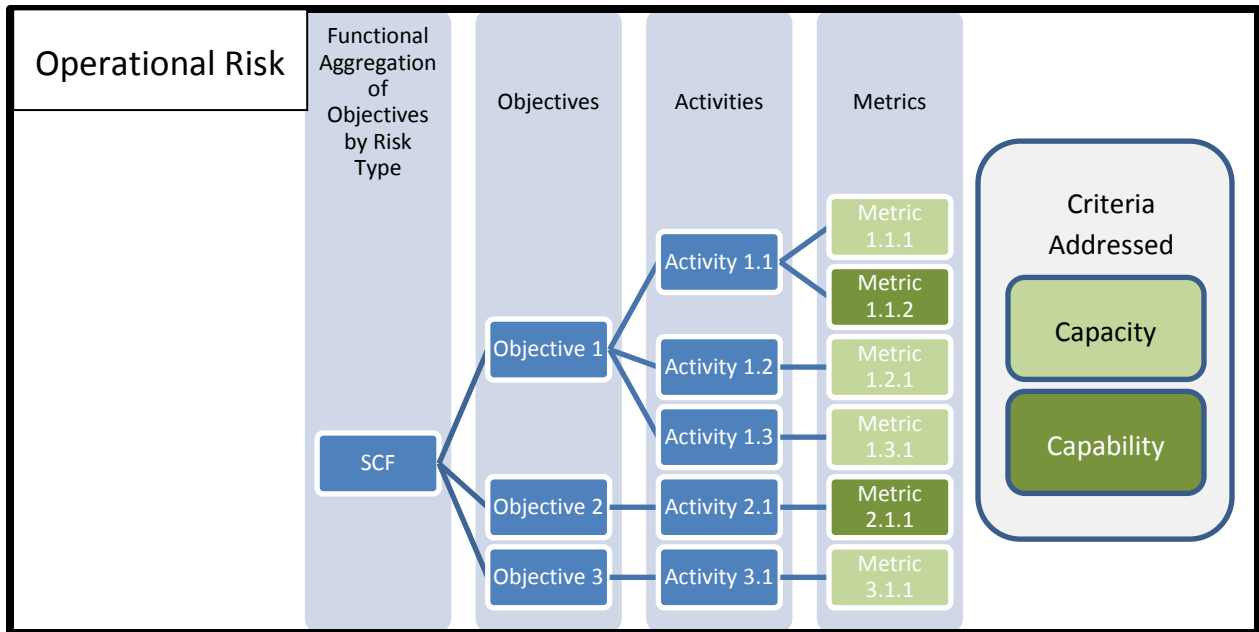 Operational Risk
Functional
Aggregation
of
Objectives
by Risk
Type
Objectives
Activities
Metrics
SCF
Objective 1
Objective 2
Objective 3
Activity 1.1
Activity 1.2
Activity 1.3
Activity 2.1
Activity 3.1
Metric
1.1.1
Metric
1.1.2
Metric
1.2.1
Metric
1.3.1
Metric
2.1.1
Metric
3.1.1
Criteria
Addressed
Capacity
Capability